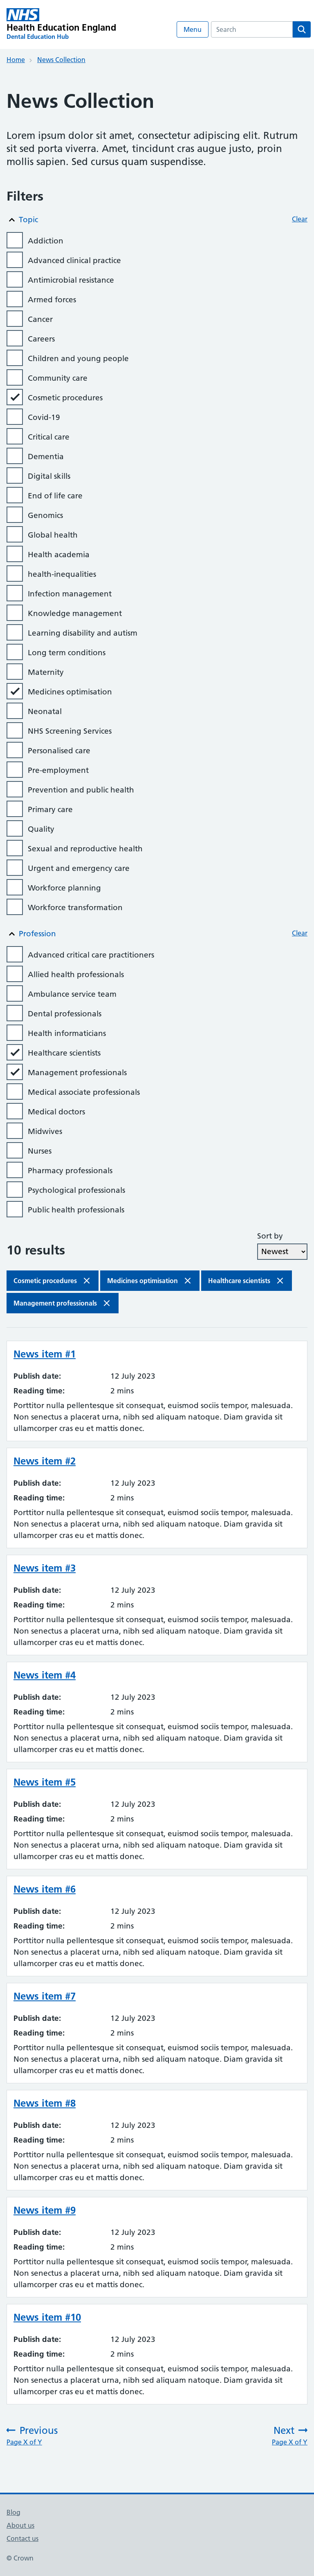 NHS
Health Education England
Dental Education Hub
Menu
Search
Home
News Collection
News Collection
Lorem ipsum dolor sit amet, consectetur adipiscing elit. Rutrum
sit sed dui porta viverra. Amet, tincidunt cras augue justo, proin
mollis sapien. Sed cursus quam suspendisse.
Filters
Topic
Clear
Addiction
Advanced clinical practice
Antimicrobial resistance
Armed forces
Cancer
Careers
Children and young people
Community care
Cosmetic procedures
Covid-19
Critical care
Dementia
Digital skills
End of life care
Genomics
Global health
Health academia
health-inequalities
Infection management
Knowledge management
Learning disability and autism
Long term conditions
Maternity
Medicines optimisation
Neonatal
NHS Screening Services
Personalised care
Pre-employment
Prevention and public health
Primary care
Quality
Sexual and reproductive health
Urgent and emergency care
Workforce planning
Workforce transformation
Profession
Clear
Advanced critical care practitioners
Allied health professionals
Ambulance service team
Dental professionals
Health informaticians
Healthcare scientists
Management professionals
Medical associate professionals
Medical doctors
Midwives
Nurses
Pharmacy professionals
Psychological professionals
Public health professionals
10 results
Sort by
Newest
Cosmetic procedures
Medicines optimisation
Healthcare scientists
Management professionals
News item #1
Publish date: 12 July 2023
Reading time: 2 mins
Porttitor nulla pellentesque sit consequat, euismod sociis tempor, malesuada.
Non senectus a placerat urna, nibh sed aliquam natoque. Diam gravida sit
ullamcorper cras eu et mattis donec.
News item #2
Publish date: 12 July 2023
Reading time: 2 mins
Porttitor nulla pellentesque sit consequat, euismod sociis tempor, malesuada.
Non senectus a placerat urna, nibh sed aliquam natoque. Diam gravida sit
ullamcorper cras eu et mattis donec.
News item #3
Publish date: 12 July 2023
Reading time: 2 mins
Porttitor nulla pellentesque sit consequat, euismod sociis tempor, malesuada.
Non senectus a placerat urna, nibh sed aliquam natoque. Diam gravida sit
ullamcorper cras eu et mattis donec.
News item #4
Publish date: 12 July 2023
Reading time: 2 mins
Porttitor nulla pellentesque sit consequat, euismod sociis tempor, malesuada.
Non senectus a placerat urna, nibh sed aliquam natoque. Diam gravida sit
ullamcorper cras eu et mattis donec.
News item #5
Publish date: 12 July 2023
Reading time: 2 mins
Porttitor nulla pellentesque sit consequat, euismod sociis tempor, malesuada.
Non senectus a placerat urna, nibh sed aliquam natoque. Diam gravida sit
ullamcorper cras eu et mattis donec.
News item #6
Publish date: 12 July 2023
Reading time: 2 mins
Porttitor nulla pellentesque sit consequat, euismod sociis tempor, malesuada.
Non senectus a placerat urna, nibh sed aliquam natoque. Diam gravida sit
ullamcorper cras eu et mattis donec.
News item #7
Publish date: 12 July 2023
Reading time: 2 mins
Porttitor nulla pellentesque sit consequat, euismod sociis tempor, malesuada.
Non senectus a placerat urna, nibh sed aliquam natoque. Diam gravida sit
ullamcorper cras eu et mattis donec.
News item #8
Publish date: 12 July 2023
Reading time: 2 mins
Porttitor nulla pellentesque sit consequat, euismod sociis tempor, malesuada.
Non senectus a placerat urna, nibh sed aliquam natoque. Diam gravida sit
ullamcorper cras eu et mattis donec.
News item #9
Publish date: 12 July 2023
Reading time: 2 mins
Porttitor nulla pellentesque sit consequat, euismod sociis tempor, malesuada.
Non senectus a placerat urna, nibh sed aliquam natoque. Diam gravida sit
ullamcorper cras eu et mattis donec.
News item #10
Publish date: 12 July 2023
Reading time: 2 mins
Porttitor nulla pellentesque sit consequat, euismod sociis tempor, malesuada.
Non senectus a placerat urna, nibh sed aliquam natoque. Diam gravida sit
ullamcorper cras eu et mattis donec.
Previous
Page X of Y
Next
Page X of Y
Blog
About us
Contact us
© Crown